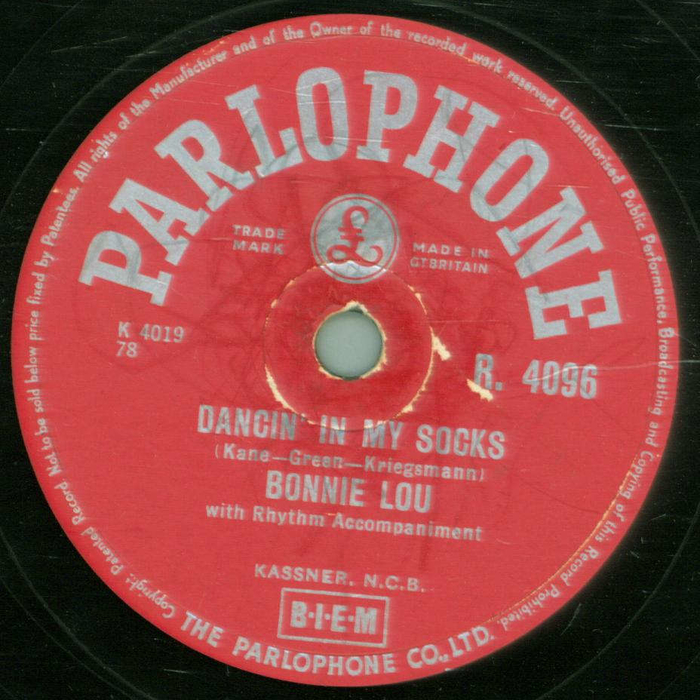 PARLOPHONE
Not to be sold below price fixed by Patentees. All rights of the Manufacturer and of the Owner of the recorded work reserved. Unauthorised Public Performance, Broadcasting and Copying of this Record Prohibited.
TRADE
MARK
£
MADE IN
GT BRITAIN
K 4019
78
R. 4096
DANCIN' IN MY SOCKS
(Kane—Green—Kriegsmann)
BONNIE LOU
with Rhythm Accompaniment
KASSNER. N.C.B.
B·I·E·M
Copyright. Patented Record
THE PARLOPHONE CO., LTD.